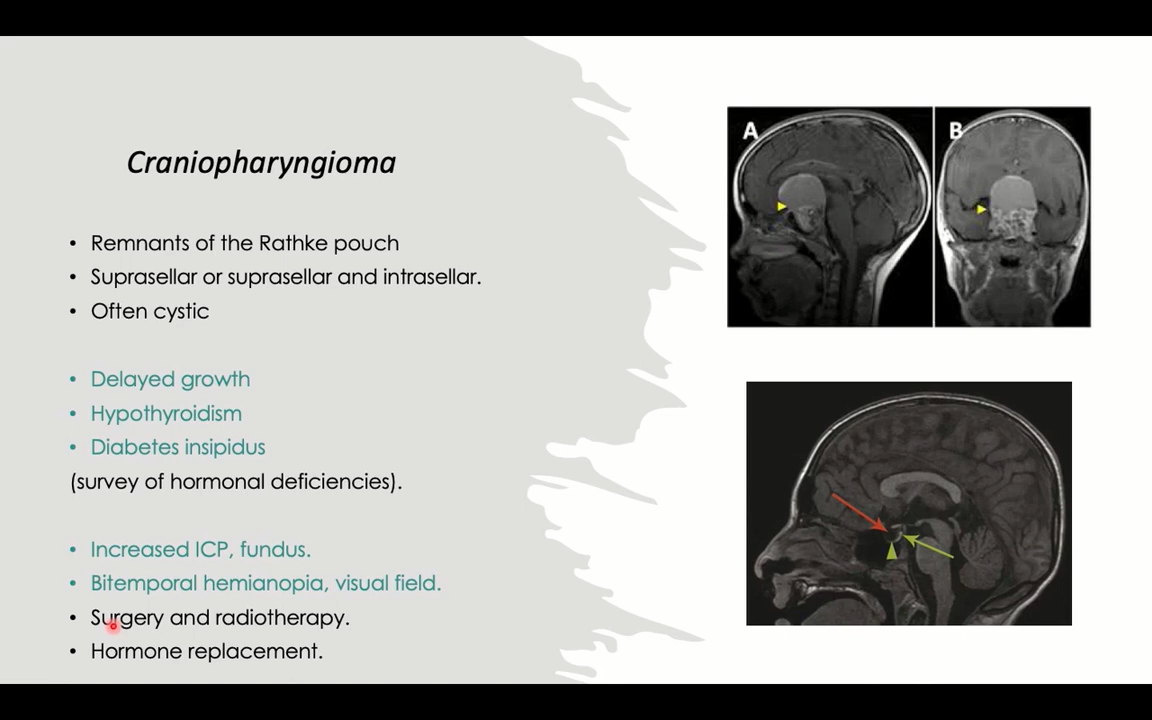 Craniopharyngioma
• Remnants of the Rathke pouch
• Suprasellar or suprasellar and intrasellar.
• Often cystic
• Delayed growth
• Hypothyroidism
• Diabetes insipidus
(survey of hormonal deficiencies).
• Increased ICP, fundus.
• Bitemporal hemianopia, visual field.
• Surgery and radiotherapy.
• Hormone replacement.
A
B